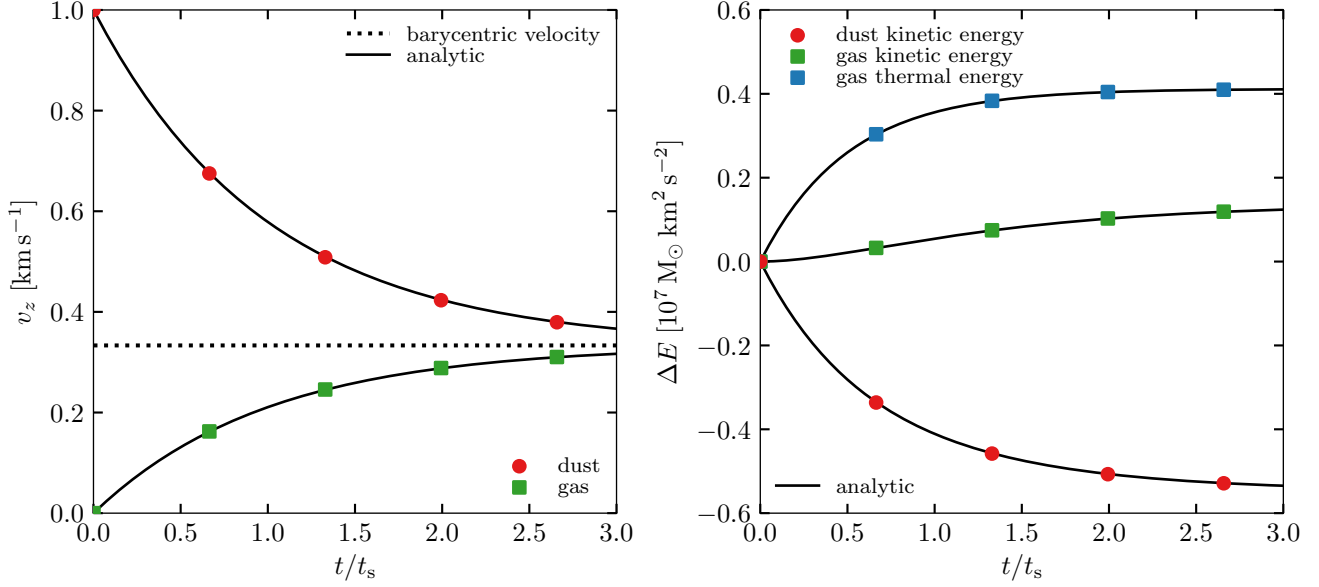 1.0
0.8
0.6
0.4
0.2
0.0
v_z [km s⁻¹]
barycentric velocity
analytic
dust
gas
0.0 0.5 1.0 1.5 2.0 2.5 3.0
t/t_s
0.6
0.4
0.2
0.0
−0.2
−0.4
−0.6
ΔE [10⁷ M_⊙ km² s⁻²]
dust kinetic energy
gas kinetic energy
gas thermal energy
analytic
0.0 0.5 1.0 1.5 2.0 2.5 3.0
t/t_s